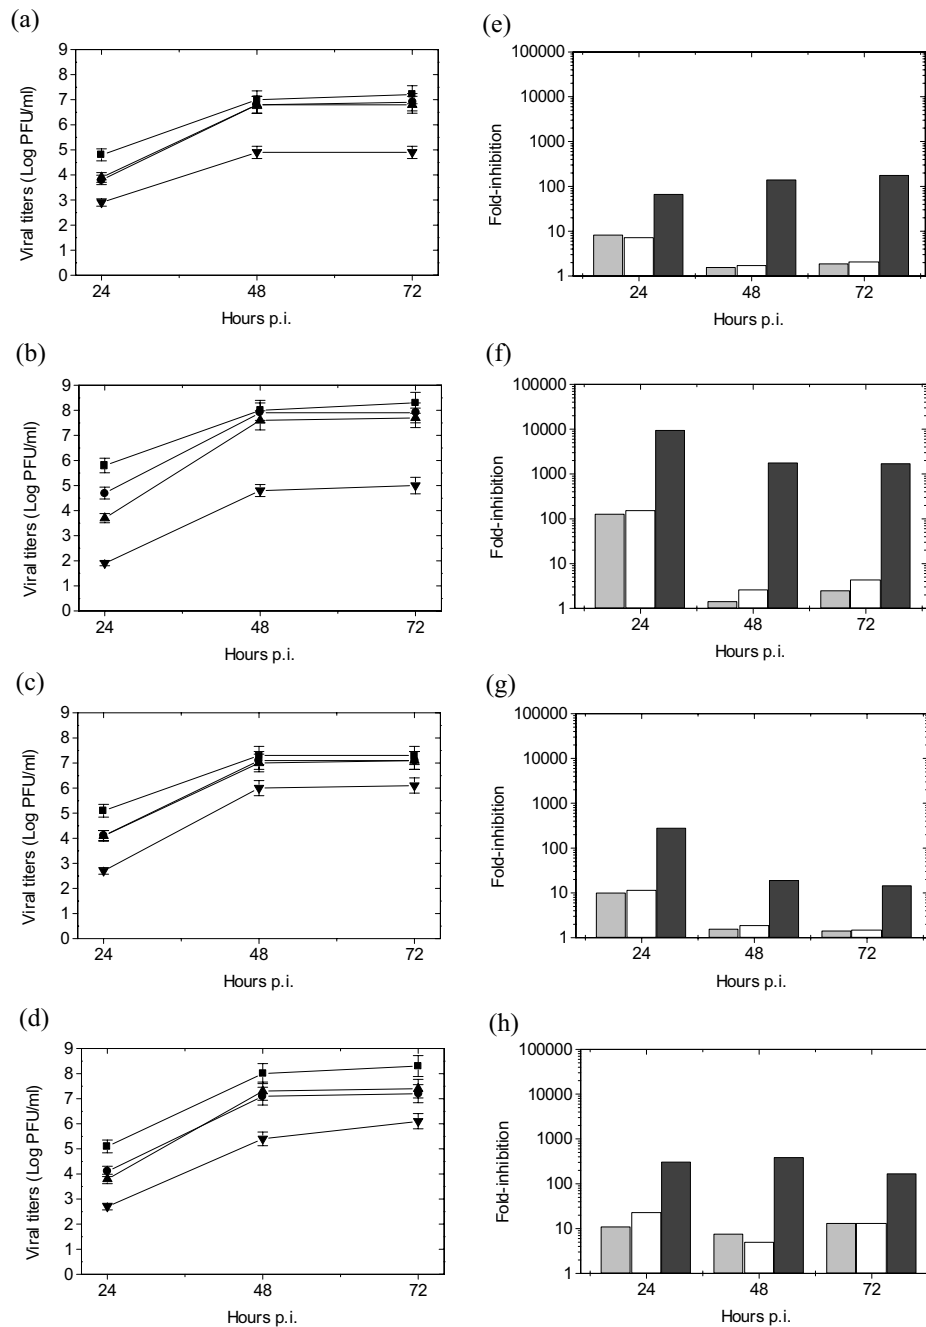 (a)
9
8
7
6
5
4
3
2
1
0
Viral titers (Log PFU/ml)
24 48 72
Hours p.i.
(e)
100000
10000
1000
100
10
1
Fold-inhibition
24 48 72
Hours p.i.
(b)
9
8
7
6
5
4
3
2
1
0
Viral titers (Log PFU/ml)
24 48 72
Hours p.i.
(f)
100000
10000
1000
100
10
1
Fold-inhibition
24 48 72
Hours p.i.
(c)
9
8
7
6
5
4
3
2
1
0
Viral titers (Log PFU/ml)
24 48 72
Hours p.i.
(g)
100000
10000
1000
100
10
1
Fold-inhibition
24 48 72
Hours p.i.
(d)
9
8
7
6
5
4
3
2
1
0
Viral titers (Log PFU/ml)
24 48 72
Hours p.i.
(h)
100000
10000
1000
100
10
1
Fold-inhibition
24 48 72
Hours p.i.